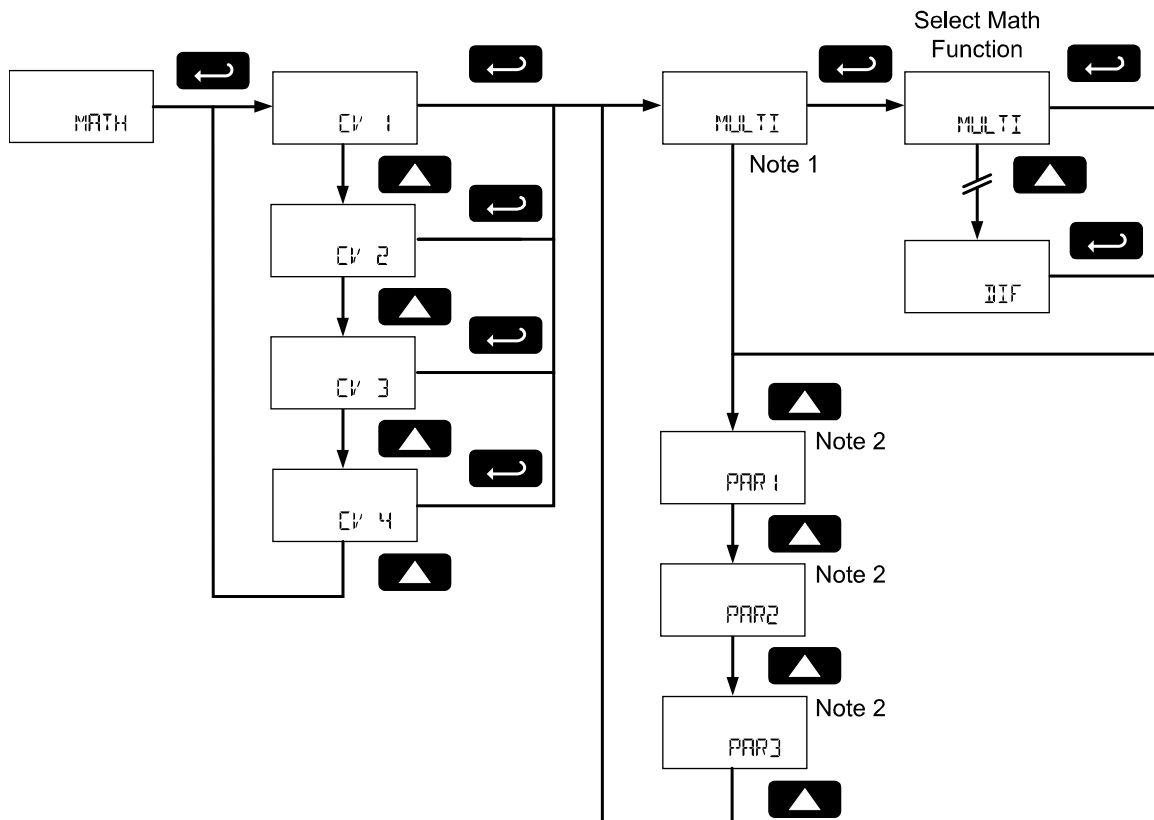 Select Math
Function
MATH
CV 1
MULTI
MULTI
Note 1
CV 2
DIF
CV 3
Note 2
PAR1
CV 4
Note 2
PAR2
Note 2
PAR3